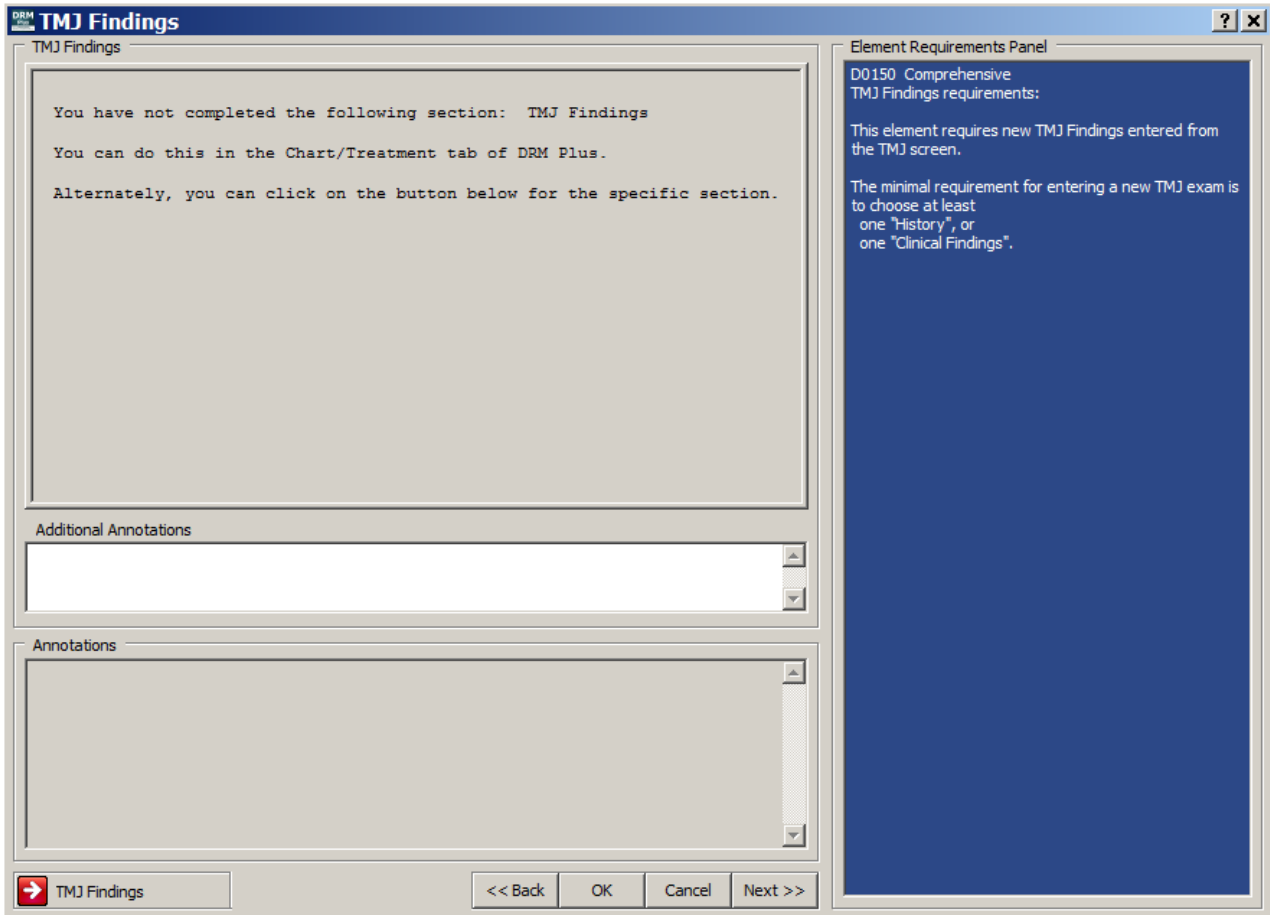 DRM Plus
TMJ Findings
? X
TMJ Findings
You have not completed the following section: TMJ Findings
You can do this in the Chart/Treatment tab of DRM Plus.
Alternately, you can click on the button below for the specific section.
Additional Annotations
Annotations
TMJ Findings
<< Back
OK
Cancel
Next >>
Element Requirements Panel
D0150 Comprehensive
TMJ Findings requirements:
This element requires new TMJ Findings entered from
the TMJ screen.
The minimal requirement for entering a new TMJ exam is
to choose at least
one "History", or
one "Clinical Findings".